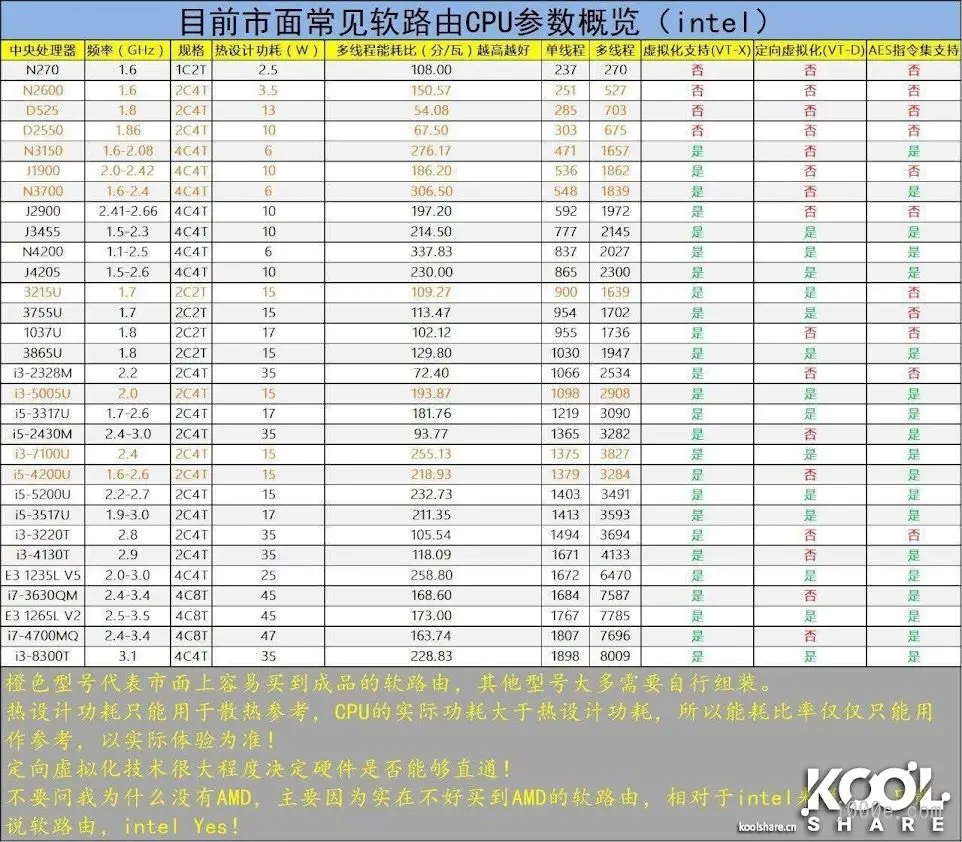 目前市面常见软路由CPU参数概览（intel）
中央处理器 频率（GHz） 规格 热设计功耗（W） 多线程能耗比（分/瓦）越高越好 单线程 多线程 虚拟化支持(VT-X) 定向虚拟化(VT-D) AES指令集支持
N270 1.6 1C2T 2.5 108.00 237 270 否 否 否
N2600 1.6 2C4T 3.5 150.57 251 527 否 否 否
D525 1.8 2C4T 13 54.08 285 703 否 否 否
D2550 1.86 2C4T 10 67.50 303 675 否 否 否
N3150 1.6-2.08 4C4T 6 276.17 471 1657 是 否 是
J1900 2.0-2.42 4C4T 10 186.20 536 1862 是 否 否
N3700 1.6-2.4 4C4T 6 306.50 548 1839 是 否 是
J2900 2.41-2.66 4C4T 10 197.20 592 1972 是 否 否
J3455 1.5-2.3 4C4T 10 214.50 777 2145 是 是 是
N4200 1.1-2.5 4C4T 6 337.83 837 2027 是 是 是
J4205 1.5-2.6 4C4T 10 230.00 865 2300 是 是 是
3215U 1.7 2C2T 15 109.27 900 1639 是 是 否
3755U 1.7 2C2T 15 113.47 954 1702 是 是 否
1037U 1.8 2C2T 17 102.12 955 1736 是 否 否
3865U 1.8 2C2T 15 129.80 1030 1947 是 是 是
i3-2328M 2.2 2C4T 35 72.40 1066 2534 是 否 否
i3-5005U 2.0 2C4T 15 193.87 1098 2908 是 是 是
i5-3317U 1.7-2.6 2C4T 17 181.76 1219 3090 是 是 是
i5-2430M 2.4-3.0 2C4T 35 93.77 1365 3282 是 否 是
i3-7100U 2.4 2C4T 15 255.13 1375 3827 是 是 是
i5-4200U 1.6-2.6 2C4T 15 218.93 1379 3284 是 否 是
i5-5200U 2.2-2.7 2C4T 15 232.73 1403 3491 是 是 是
i5-3517U 1.9-3.0 2C4T 17 211.35 1413 3593 是 是 是
i3-3220T 2.8 2C4T 35 105.54 1494 3694 是 否 否
i3-4130T 2.9 2C4T 35 118.09 1671 4133 是 否 是
E3 1235L V5 2.0-3.0 4C4T 25 258.80 1672 6470 是 是 是
i7-3630QM 2.4-3.4 4C8T 45 168.60 1684 7587 是 否 是
E3 1265L V2 2.5-3.5 4C8T 45 173.00 1767 7785 是 是 是
i7-4700MQ 2.4-3.4 4C8T 47 163.74 1807 7696 是 否 是
i3-8300T 3.1 4C4T 35 228.83 1898 8009 是 是 是
橙色型号代表市面上容易买到成品的软路由，其他型号大多需要自行组装。
热设计功耗只能用于散热参考，CPU的实际功耗大于热设计功耗，所以能耗比率仅仅只能用
作参考，以实际体验为准！
定向虚拟化技术很大程度决定硬件是否能够直通！
不要问我为什么没有AMD，主要因为实在不好买到AMD的软路由，相对于intel
说软路由，intel Yes！
KOOL
SHARE
koolshare.cn